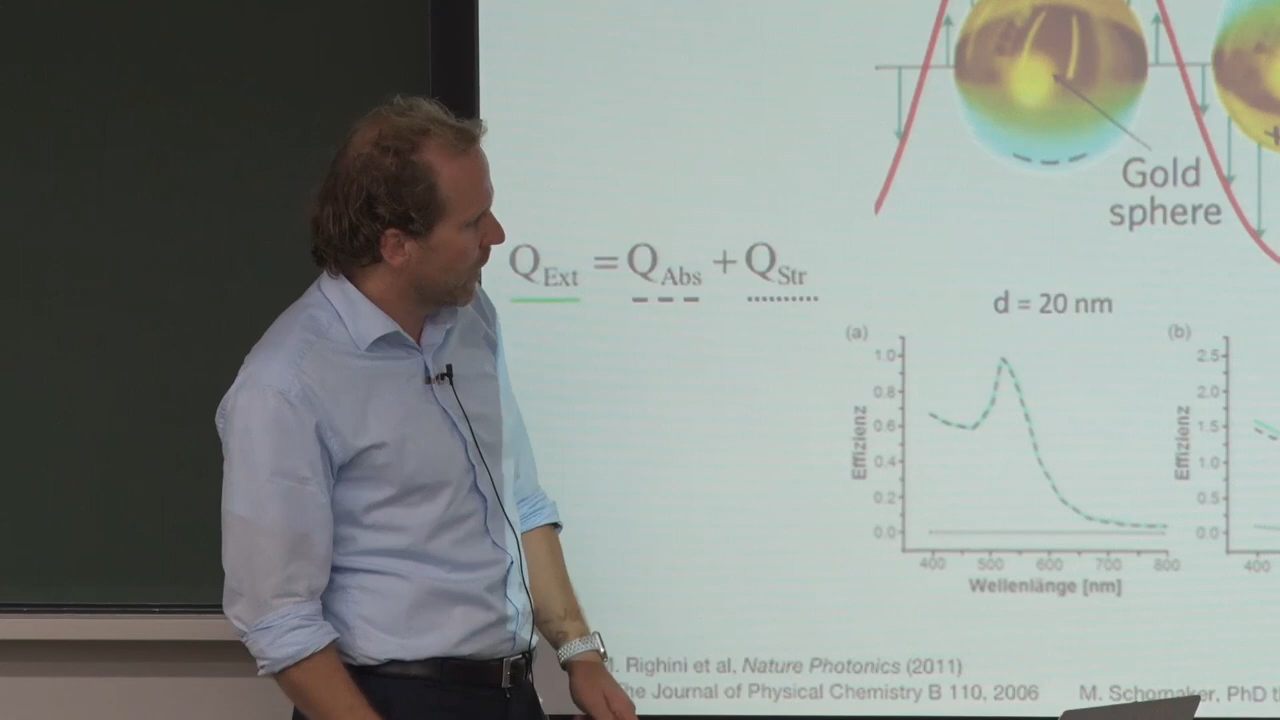 Gold
sphere
Q_Ext = Q_Abs + Q_Str
d = 20 nm
(a)
(b)
1.0
0.8
0.6
0.4
0.2
0.0
Effizienz
400 500 600 700 800
Wellenlänge [nm]
2.5
2.0
1.5
1.0
0.5
0.0
Effizienz
400
Righini et al, Nature Photonics (2011)
Journal of Physical Chemistry B 110, 2006
M. Schomaker, PhD